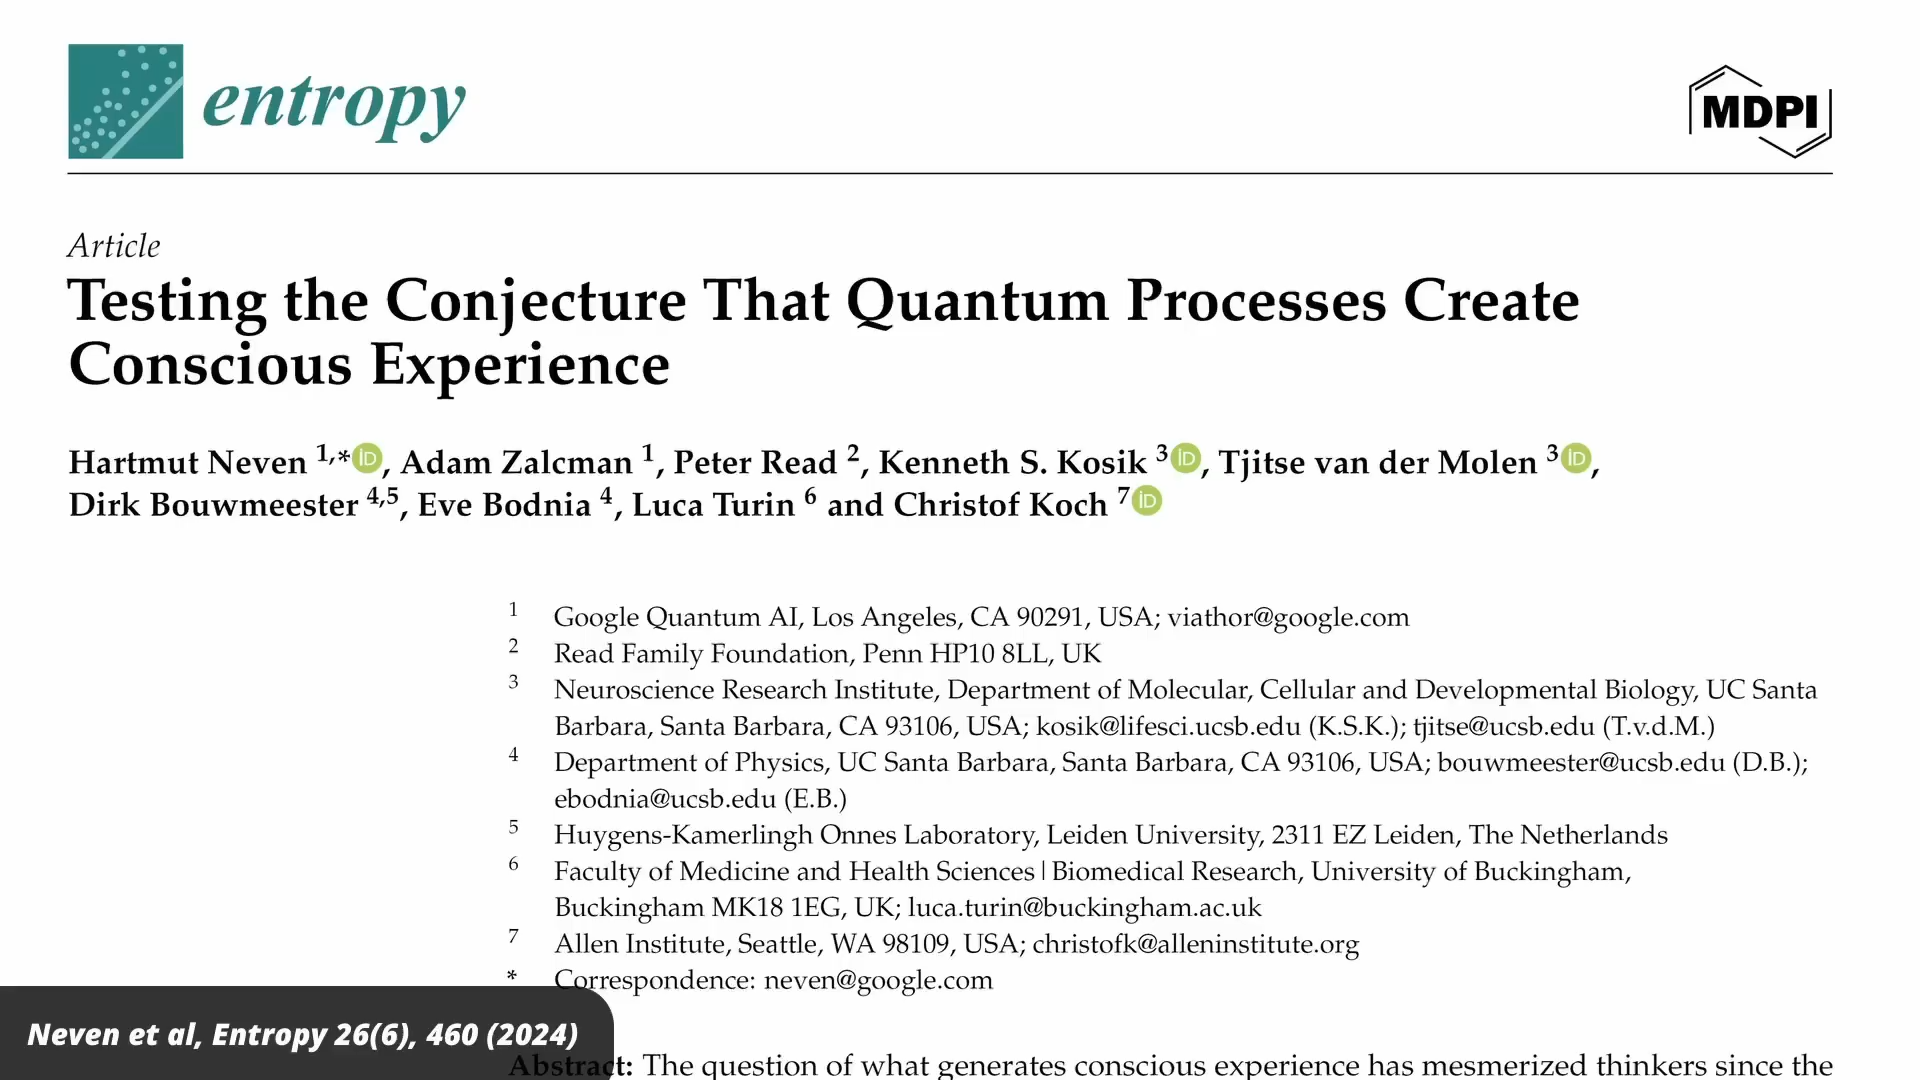 entropy
MDPI
Article
Testing the Conjecture That Quantum Processes Create
Conscious Experience
Hartmut Neven 1,* iD, Adam Zalcman 1, Peter Read 2, Kenneth S. Kosik 3 iD, Tjitse van der Molen 3 iD,
Dirk Bouwmeester 4,5, Eve Bodnia 4, Luca Turin 6 and Christof Koch 7 iD
1 Google Quantum AI, Los Angeles, CA 90291, USA; viathor@google.com
2 Read Family Foundation, Penn HP10 8LL, UK
3 Neuroscience Research Institute, Department of Molecular, Cellular and Developmental Biology, UC Santa
Barbara, Santa Barbara, CA 93106, USA; kosik@lifesci.ucsb.edu (K.S.K.); tjitse@ucsb.edu (T.v.d.M.)
4 Department of Physics, UC Santa Barbara, Santa Barbara, CA 93106, USA; bouwmeester@ucsb.edu (D.B.);
ebodnia@ucsb.edu (E.B.)
5 Huygens-Kamerlingh Onnes Laboratory, Leiden University, 2311 EZ Leiden, The Netherlands
6 Faculty of Medicine and Health Sciences | Biomedical Research, University of Buckingham,
Buckingham MK18 1EG, UK; luca.turin@buckingham.ac.uk
7 Allen Institute, Seattle, WA 98109, USA; christofk@alleninstitute.org
* Correspondence: neven@google.com
Neven et al, Entropy 26(6), 460 (2024)
Abstract: The question of what generates conscious experience has mesmerized thinkers since the